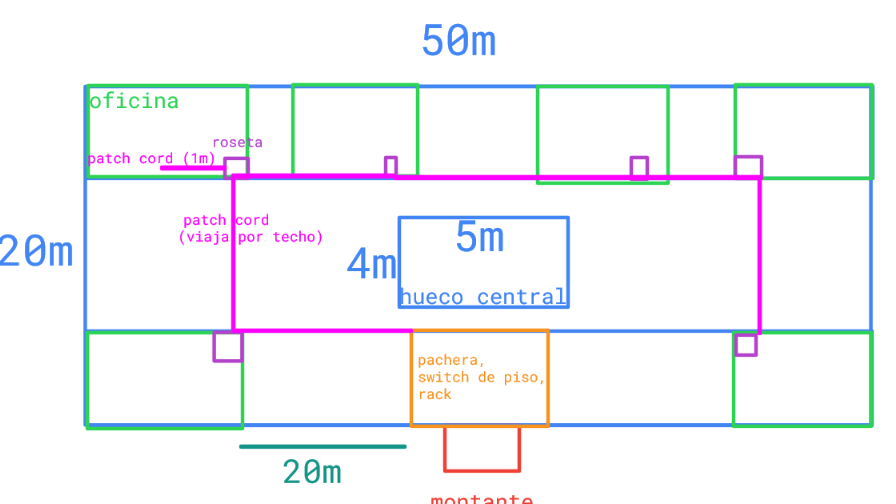 50m
oficina
roseta
patch cord (1m)
patch cord
(viaja por techo)
20m
5m
4m
hueco central
pachera,
switch de piso,
rack
20m
montante